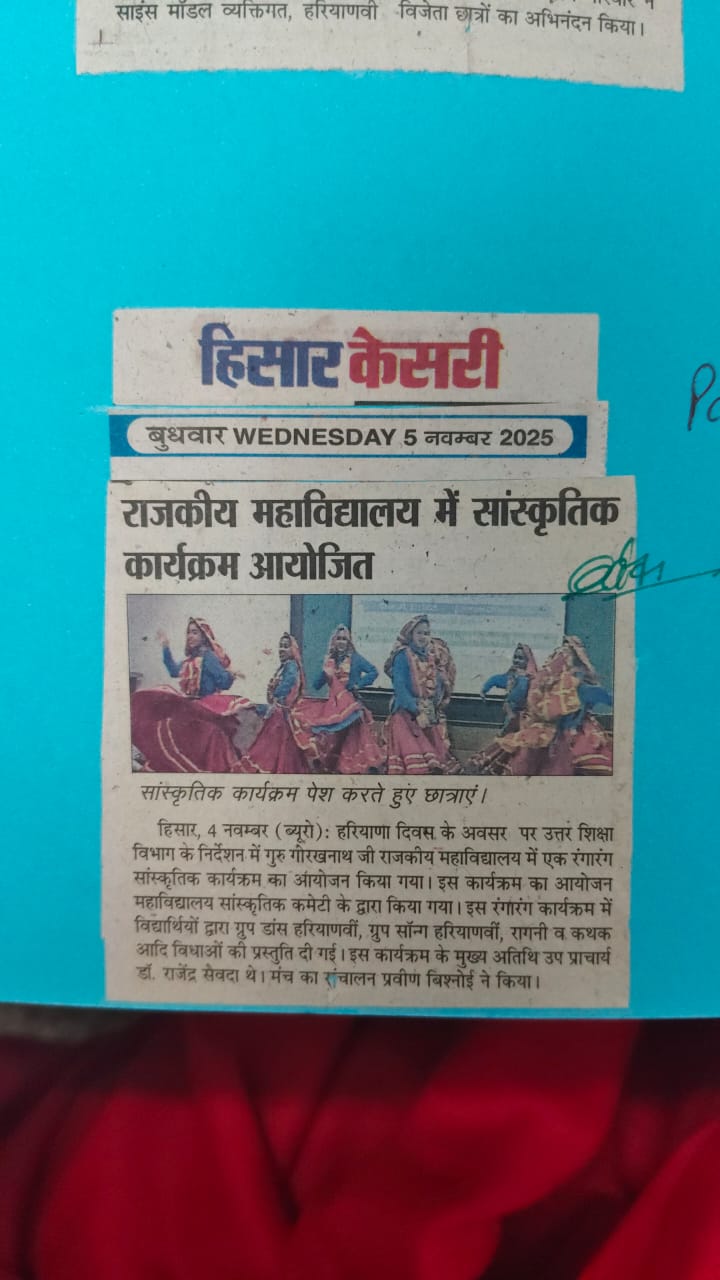 साइंस मॉडल व्यक्तिगत, हरियाणवी विजेता छात्रों का अभिनंदन किया।
हिसार केसरी
बुधवार WEDNESDAY 5 नवम्बर 2025
राजकीय महाविद्यालय में सांस्कृतिक
कार्यक्रम आयोजित
सांस्कृतिक कार्यक्रम पेश करते हुए छात्राएं।
हिसार, 4 नवम्बर (ब्यूरो): हरियाणा दिवस के अवसर पर उत्तर शिक्षा
विभाग के निर्देशन में गुरु गोरखनाथ जी राजकीय महाविद्यालय में एक रंगारंग
सांस्कृतिक कार्यक्रम का आयोजन किया गया। इस कार्यक्रम का आयोजन
महाविद्यालय सांस्कृतिक कमेटी के द्वारा किया गया। इस रंगारंग कार्यक्रम में
विद्यार्थियों द्वारा ग्रुप डांस हरियाणवीं, ग्रुप सॉन्ग हरियाणवीं, रागनी व कथक
आदि विधाओं की प्रस्तुति दी गई। इस कार्यक्रम के मुख्य अतिथि उप प्राचार्य
डॉ. राजेंद्र सेवदा थे। मंच का संचालन प्रवीण बिश्नोई ने किया।